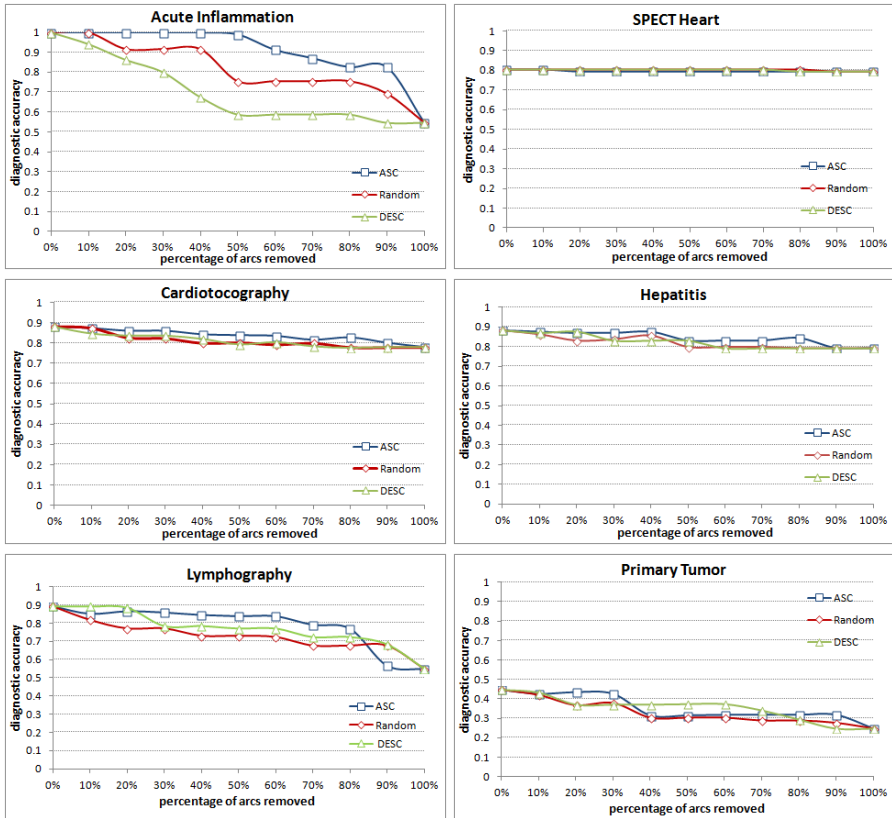 Acute Inflammation
diagnostic accuracy
1
0.9
0.8
0.7
0.6
0.5
0.4
0.3
0.2
0.1
0
0% 10% 20% 30% 40% 50% 60% 70% 80% 90% 100%
percentage of arcs removed
ASC
Random
DESC
SPECT Heart
diagnostic accuracy
1
0.9
0.8
0.7
0.6
0.5
0.4
0.3
0.2
0.1
0
0% 10% 20% 30% 40% 50% 60% 70% 80% 90% 100%
percentage of arcs removed
ASC
Random
DESC
Cardiotocography
diagnostic accuracy
1
0.9
0.8
0.7
0.6
0.5
0.4
0.3
0.2
0.1
0
0% 10% 20% 30% 40% 50% 60% 70% 80% 90% 100%
percentage of arcs removed
ASC
Random
DESC
Hepatitis
diagnostic accuracy
1
0.9
0.8
0.7
0.6
0.5
0.4
0.3
0.2
0.1
0
0% 10% 20% 30% 40% 50% 60% 70% 80% 90% 100%
percentage of arcs removed
ASC
Random
DESC
Lymphography
diagnostic accuracy
1
0.9
0.8
0.7
0.6
0.5
0.4
0.3
0.2
0.1
0
0% 10% 20% 30% 40% 50% 60% 70% 80% 90% 100%
percentage of arcs removed
ASC
Random
DESC
Primary Tumor
diagnostic accuracy
1
0.9
0.8
0.7
0.6
0.5
0.4
0.3
0.2
0.1
0
0% 10% 20% 30% 40% 50% 60% 70% 80% 90% 100%
percentage of arcs removed
ASC
Random
DESC